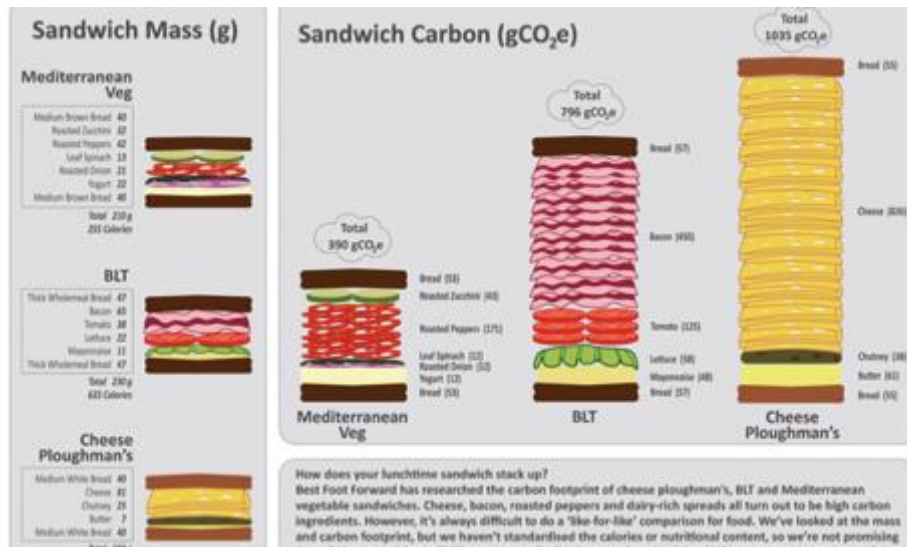 Sandwich Mass (g)
Mediterranean
Veg
Medium Brown Bread 40
Roasted Zucchini 32
Roasted Peppers 42
Leaf Spinach 13
Roasted Onion 21
Yogurt 22
Medium Brown Bread 40
Total 210 g
255 Calories
BLT
Thick Wholemeal Bread 47
Bacon 65
Tomato 38
Lettuce 22
Mayonnaise 11
Thick Wholemeal Bread 47
Total 230 g
633 Calories
Cheese
Ploughman's
Medium White Bread 40
Cheese 81
Chutney 25
Butter 7
Medium White Bread 40
Sandwich Carbon (gCO₂e)
Total
390 gCO₂e
Bread (53)
Roasted Zucchini (40)
Roasted Peppers (175)
Leaf Spinach (12)
Roasted Onion (52)
Yogurt (12)
Bread (53)
Mediterranean
Veg
Total
796 gCO₂e
Bread (57)
Bacon (450)
Tomato (125)
Lettuce (58)
Mayonnaise (48)
Bread (57)
BLT
Total
1035 gCO₂e
Bread (55)
Cheese (826)
Chutney (38)
Butter (61)
Bread (55)
Cheese
Ploughman's
How does your lunchtime sandwich stack up?
Best Foot Forward has researched the carbon footprint of cheese ploughman's, BLT and Mediterranean
vegetable sandwiches. Cheese, bacon, roasted peppers and dairy-rich spreads all turn out to be high carbon
ingredients. However, it's always difficult to do a 'like-for-like' comparison for food. We've looked at the mass
and carbon footprint, but we haven't standardised the calories or nutritional content, so we're not promising